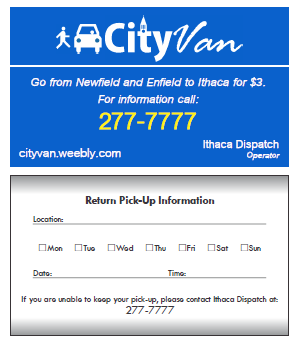 CityVan
Go from Newfield and Enfield to Ithaca for $3.
For information call:
277-7777
Ithaca Dispatch
cityvan.weebly.com Operator
Return Pick-Up Information
Location:
Mon Tue Wed Thu Fri Sat Sun
Date: Time:
If you are unable to keep your pick-up, please contact Ithaca Dispatch at:
277-7777